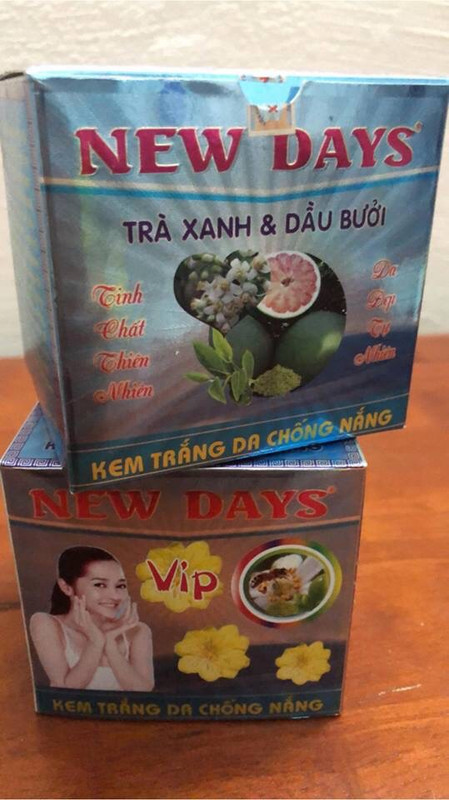 NEW DAYS®
TRÀ XANH & DẦU BƯỞI
Tinh
Chất
Thiên
Nhiên
Da
Đẹp
Tự
Nhiên
KEM TRẮNG DA CHỐNG NẮNG
NEW DAYS®
Vip
KEM TRẮNG DA CHỐNG NẮNG